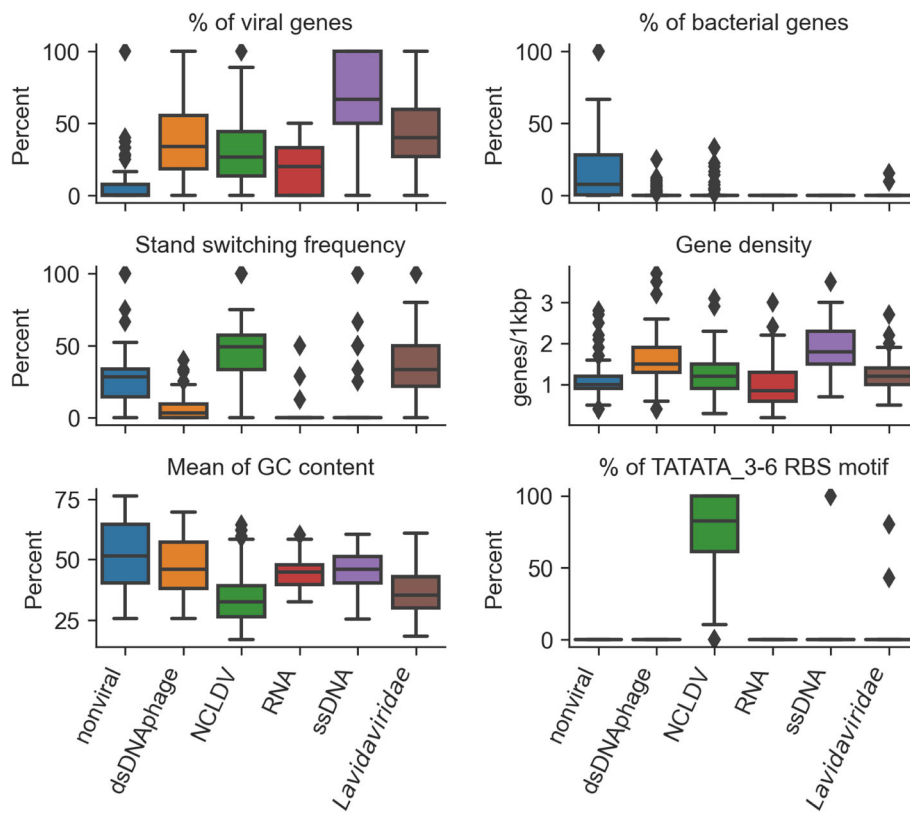 % of viral genes
100
50
0
Percent
% of bacterial genes
100
50
0
Percent
Stand switching frequency
100
50
0
Percent
Gene density
3
2
1
genes/1kbp
Mean of GC content
75
50
25
Percent
% of TATATA_3-6 RBS motif
100
50
0
Percent
nonviral
dsDNAphage
NCLDV
RNA
ssDNA
Lavidaviridae
nonviral
dsDNAphage
NCLDV
RNA
ssDNA
Lavidaviridae